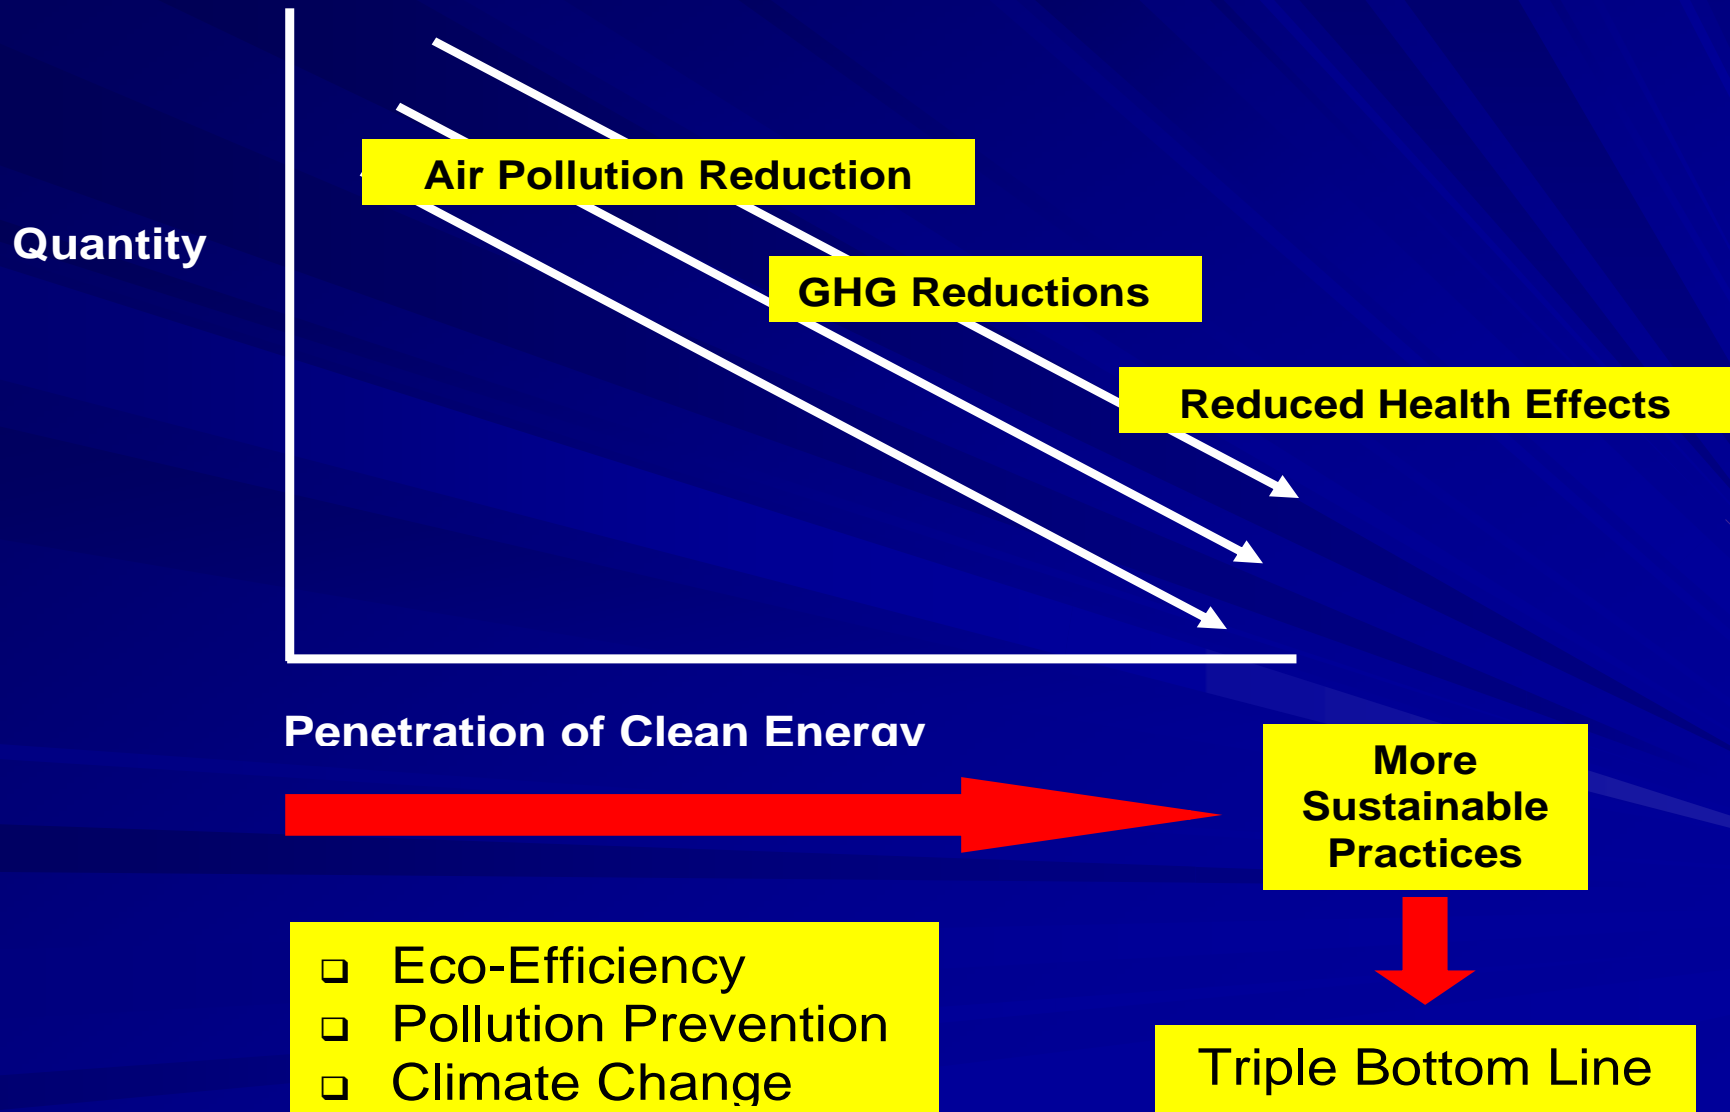 Air Pollution Reduction
Quantity
GHG Reductions
Reduced Health Effects
Penetration of Clean Energy
More
Sustainable
Practices
Eco-Efficiency
Pollution Prevention
Climate Change
Triple Bottom Line